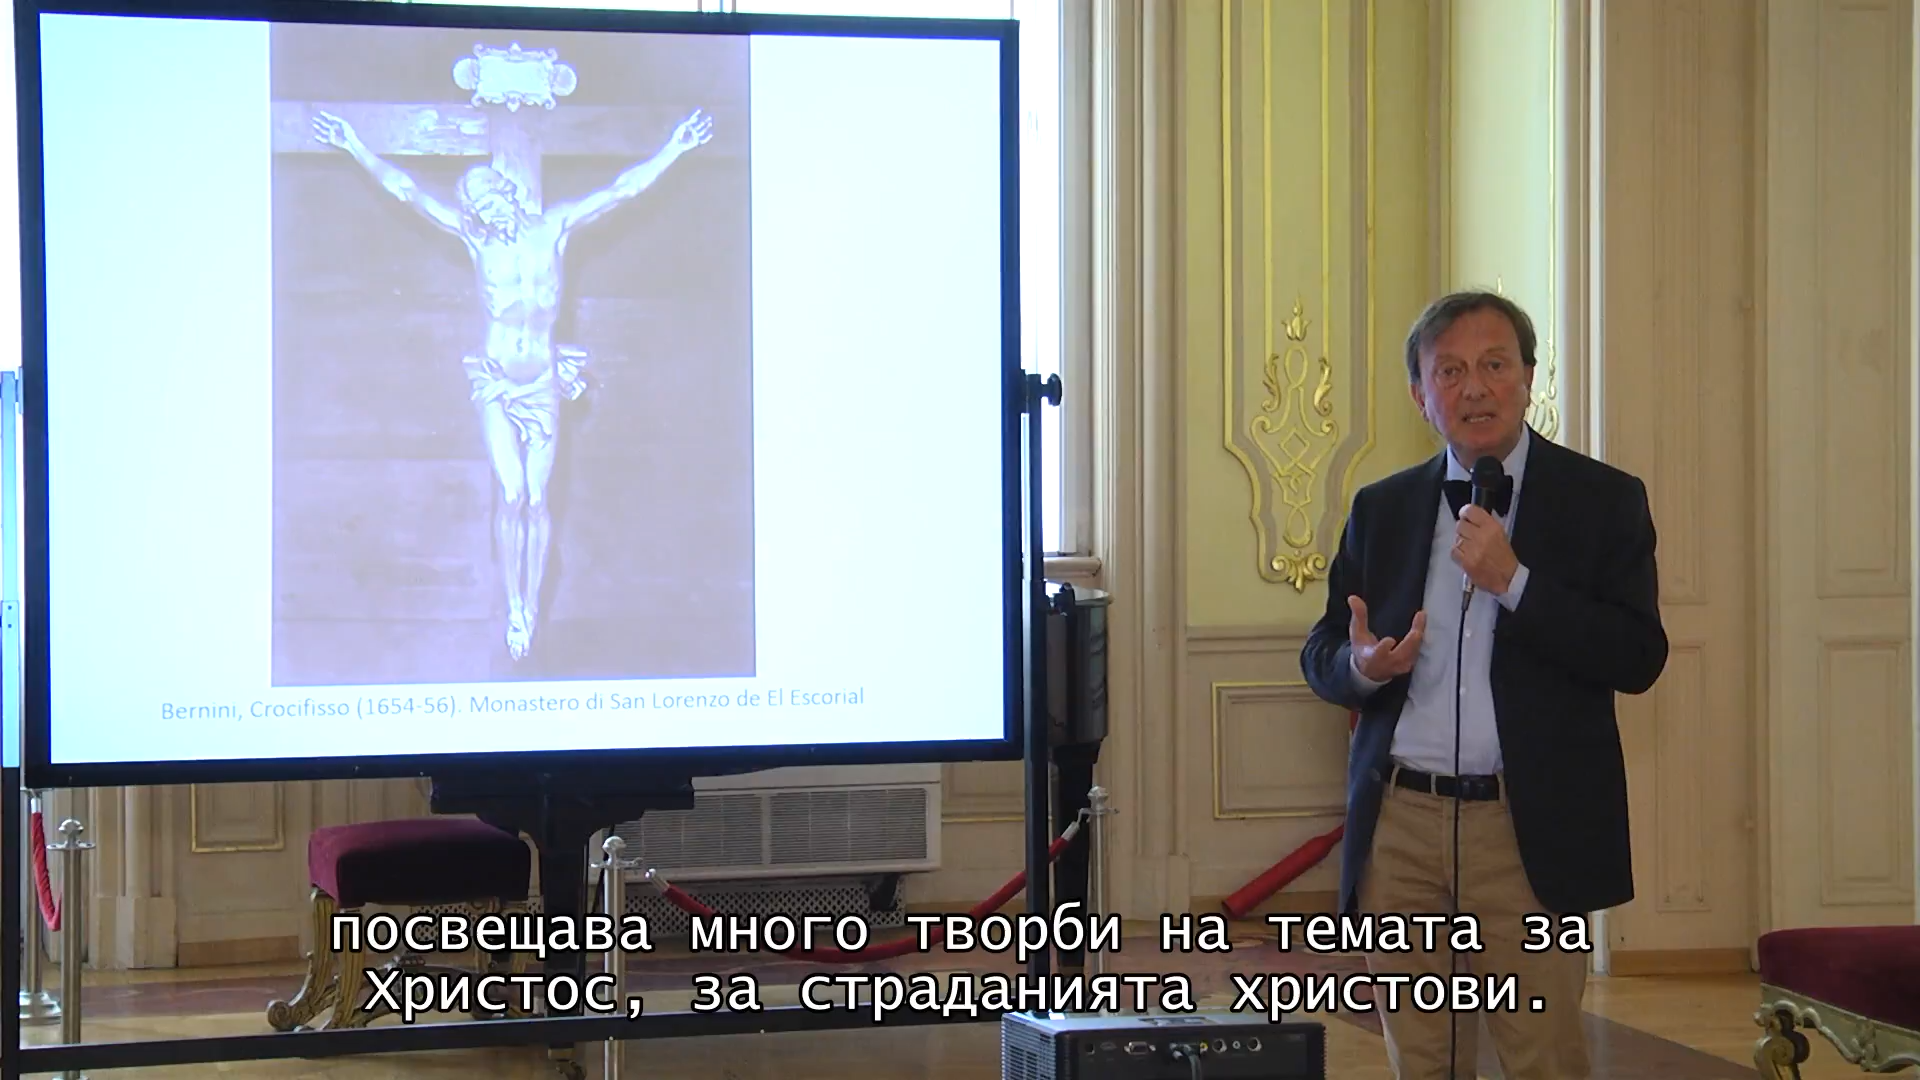 Bernini, Crocifisso (1654-56). Monastero di San Lorenzo de El Escorial
посвещава много творби на темата за
Христос, за страданията христови.